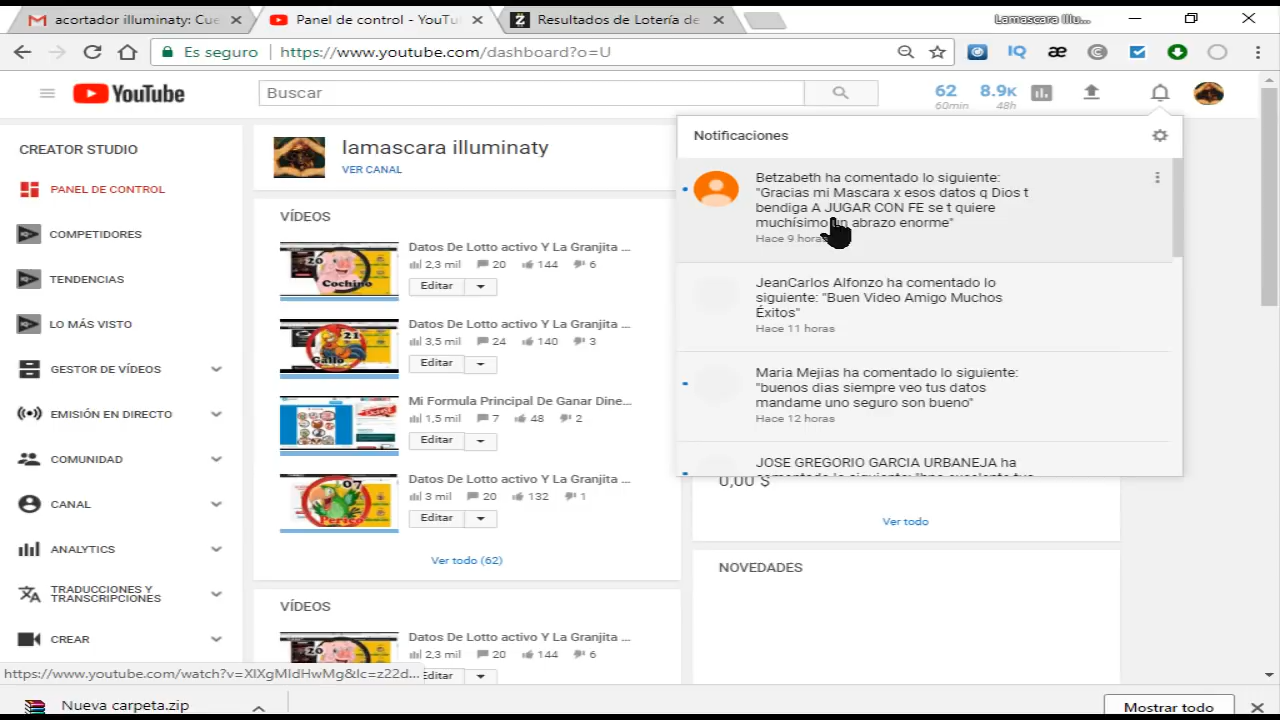 acortador illuminaty: Cue
Panel de control - YouTu
Resultados de Lotería de
Lamascara Illu...
Es seguro
https://www.youtube.com/dashboard?o=U
YouTube
Buscar
62
60min
8.9K
48h
CREATOR STUDIO
PANEL DE CONTROL
COMPETIDORES
TENDENCIAS
LO MÁS VISTO
GESTOR DE VÍDEOS
EMISIÓN EN DIRECTO
COMUNIDAD
CANAL
ANALYTICS
TRADUCCIONES Y
TRANSCRIPCIONES
CREAR
lamascara illuminaty
VER CANAL
VÍDEOS
20
Cochino
Datos De Lotto activo Y La Granjita ...
2,3 mil 20 144 6
Editar
21
Gallo
Datos De Lotto activo Y La Granjita ...
3,5 mil 24 140 3
Editar
Mi Formula Principal De Ganar Dine...
1,5 mil 7 48 2
Editar
07
Perico
Datos De Lotto activo Y La Granjita ...
3 mil 20 132 1
Editar
Ver todo (62)
VÍDEOS
20
Datos De Lotto activo Y La Granjita ...
2,3 mil 20 144 6
Editar
Notificaciones
Betzabeth ha comentado lo siguiente:
"Gracias mi Mascara x esos datos q Dios t
bendiga A JUGAR CON FE se t quiere
muchísimo un abrazo enorme"
Hace 9 horas
JeanCarlos Alfonzo ha comentado lo
siguiente: "Buen Video Amigo Muchos
Éxitos"
Hace 11 horas
Maria Mejias ha comentado lo siguiente:
"buenos dias siempre veo tus datos
mandame uno seguro son bueno"
Hace 12 horas
JOSE GREGORIO GARCIA URBANEJA ha
0,00 $
Ver todo
NOVEDADES
https://www.youtube.com/watch?v=XIXgMIdHwMg&lc=z22d...
Nueva carpeta.zip
Mostrar todo